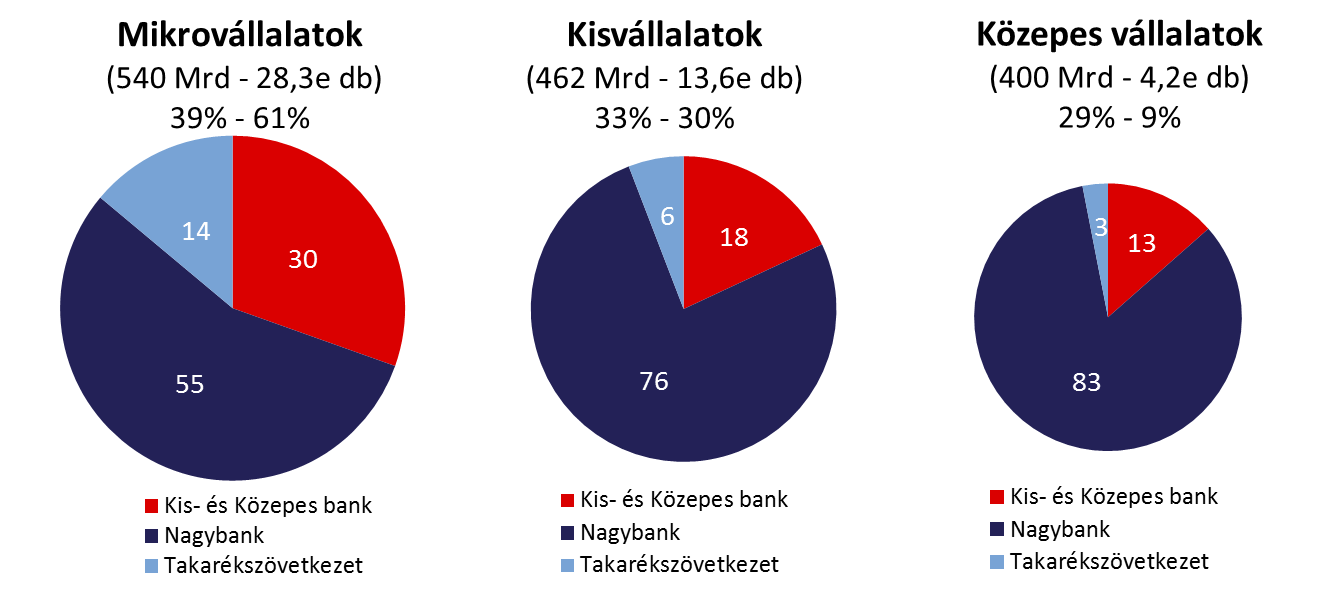 Mikrovállalatok
(540 Mrd - 28,3e db)
39% - 61%
14
30
55
Kis- és Közepes bank
Nagybank
Takarékszövetkezet
Kisvállalatok
(462 Mrd - 13,6e db)
33% - 30%
6
18
76
Kis- és Közepes bank
Nagybank
Takarékszövetkezet
Közepes vállalatok
(400 Mrd - 4,2e db)
29% - 9%
3
13
83
Kis- és Közepes bank
Nagybank
Takarékszövetkezet